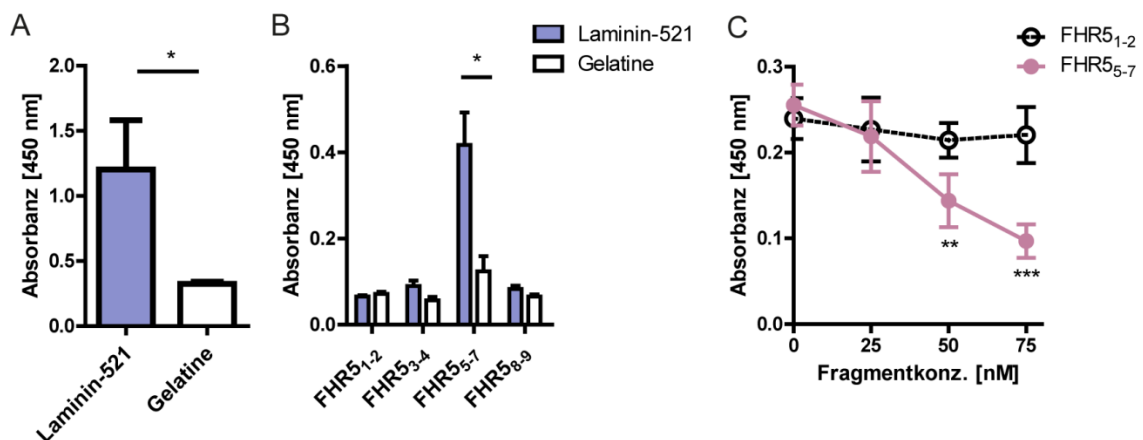 A
Absorbanz [450 nm]
2.0
1.5
1.0
0.5
0.0
*
Laminin-521
Gelatine
B
Laminin-521
Gelatine
Absorbanz [450 nm]
0.6
0.4
0.2
0.0
*
FHR5₁₋₂
FHR5₃₋₄
FHR5₅₋₇
FHR5₈₋₉
C
FHR5₁₋₂
FHR5₅₋₇
Absorbanz [450 nm]
0.3
0.2
0.1
0.0
**
***
0 25 50 75
Fragmentkonz. [nM]